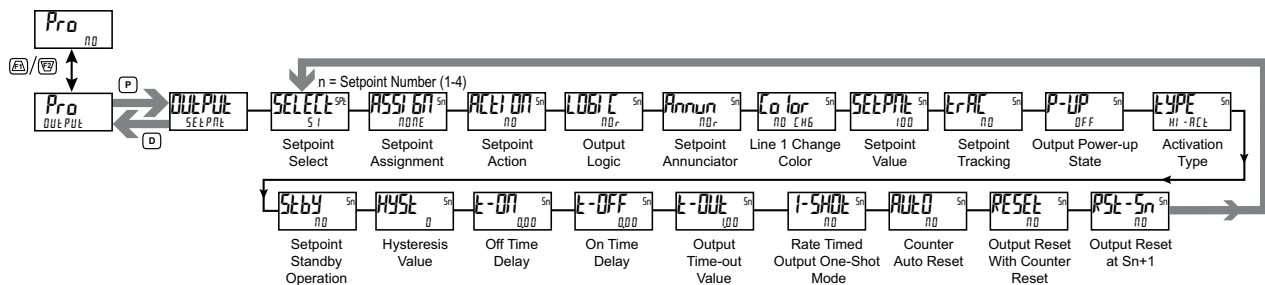 Pro
NO
F1/F2
P
Pro
OUtPUt
D
OUtPUt
SEtPNt
n = Setpoint Number (1-4)
SELECt SPt
S1
Setpoint
Select
ASSIGN Sn
NONE
Setpoint
Assignment
ACtION Sn
NO
Setpoint
Action
LOGIC Sn
NOr
Output
Logic
Annun Sn
NOr
Setpoint
Annunciator
Color Sn
NO CHG
Line 1 Change
Color
SEtPNt Sn
100
Setpoint
Value
trAC Sn
NO
Setpoint
Tracking
P-UP Sn
OFF
Output Power-up
State
tYPE Sn
HI-ACt
Activation
Type
Stby Sn
NO
Setpoint
Standby
Operation
HYSt Sn
0
Hysteresis
Value
t-ON Sn
0.00
Off Time
Delay
t-OFF Sn
0.00
On Time
Delay
t-OUt Sn
1.00
Output
Time-out
Value
1-SHOt Sn
NO
Rate Timed
Output One-Shot
Mode
AUtO Sn
NO
Counter
Auto Reset
RESEt Sn
NO
Output Reset
With Counter
Reset
RSt-Sn Sn
NO
Output Reset
at Sn+1